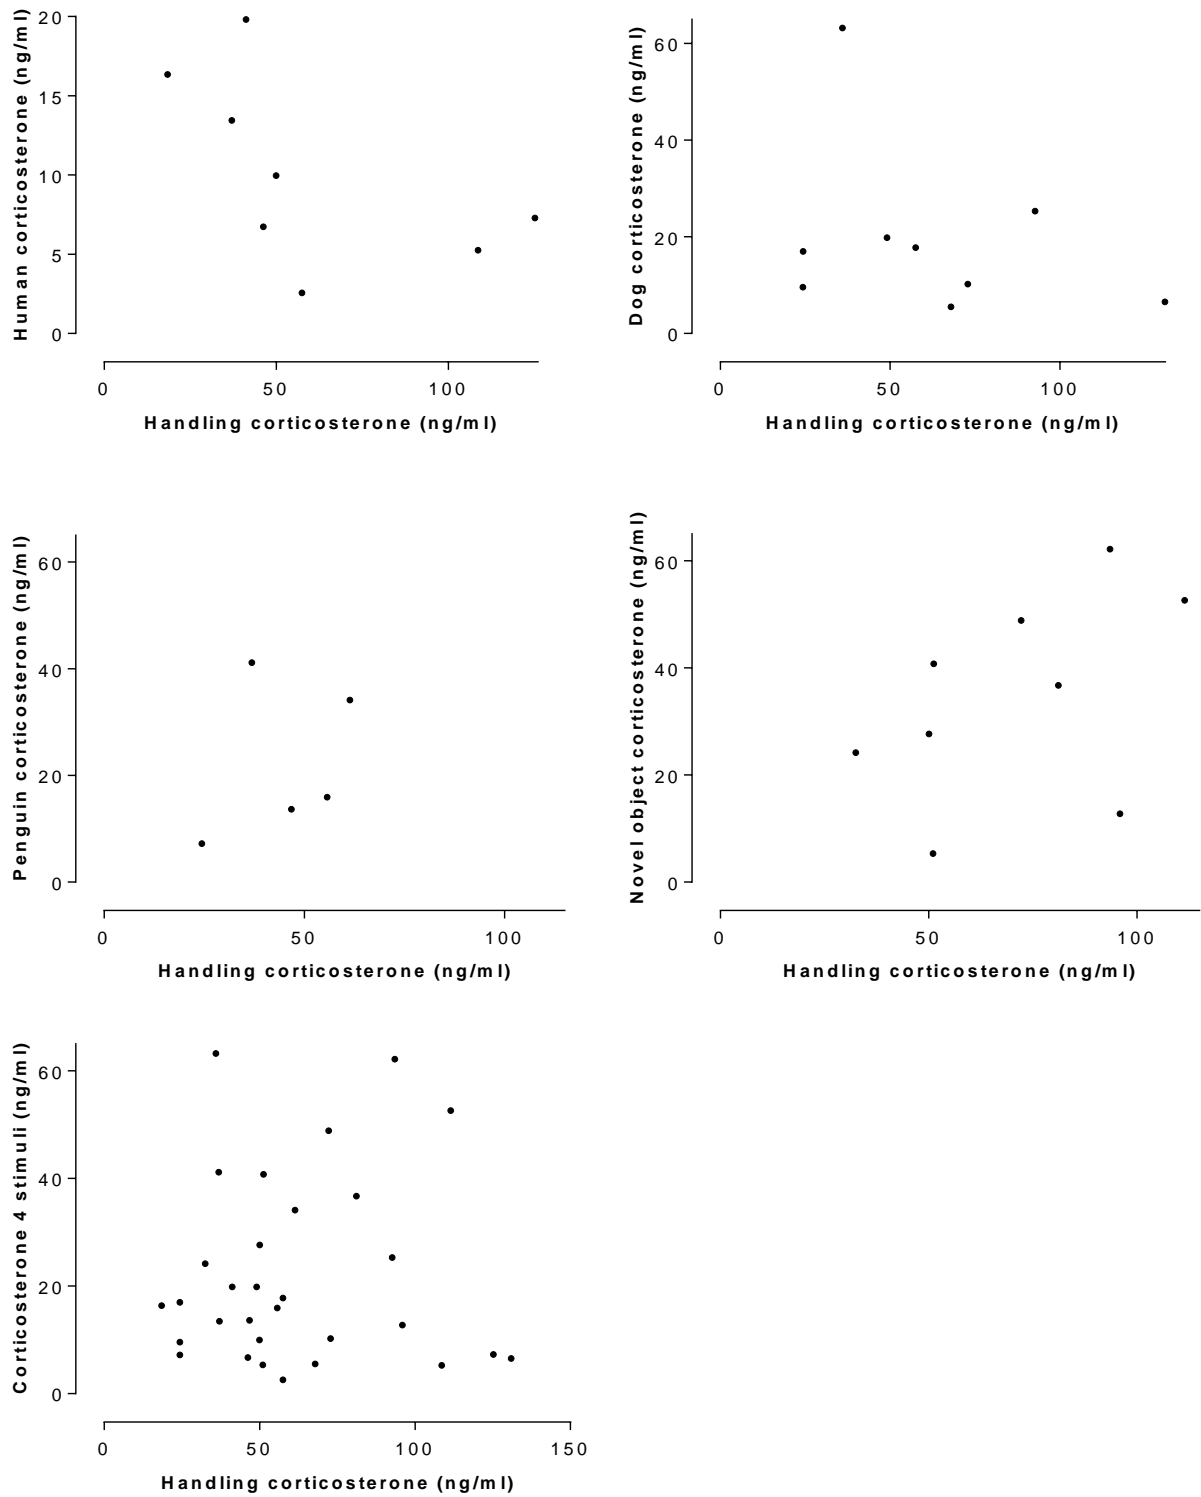 Human corticosterone (ng/ml)
20
15
10
5
0
0 50 100
Handling corticosterone (ng/ml)
Dog corticosterone (ng/ml)
60
40
20
0
0 50 100
Handling corticosterone (ng/ml)
Penguin corticosterone (ng/ml)
60
40
20
0
0 50 100
Handling corticosterone (ng/ml)
Novel object corticosterone (ng/ml)
60
40
20
0
0 50 100
Handling corticosterone (ng/ml)
Corticosterone 4 stimuli (ng/ml)
60
40
20
0
0 50 100 150
Handling corticosterone (ng/ml)